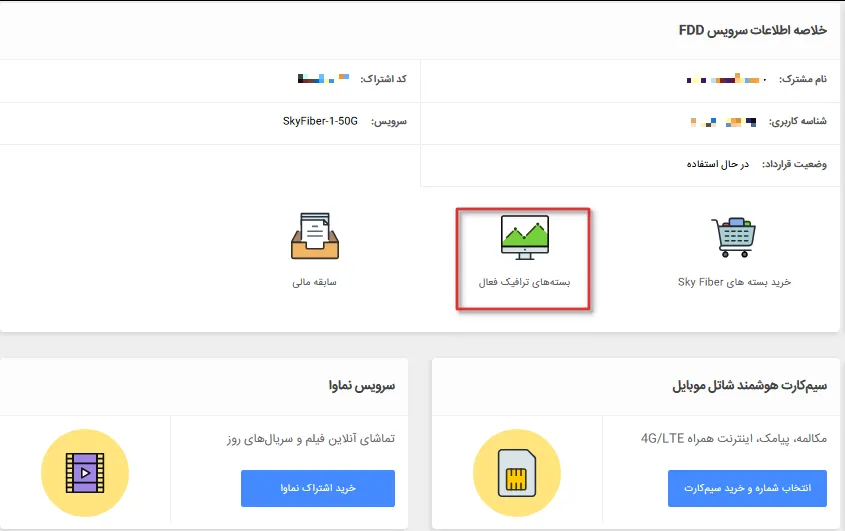 خلاصه اطلاعات سرویس FDD
نام مشترک:
کد اشتراک:
شناسه کاربری:
سرویس: SkyFiber-1-50G
وضعیت قرارداد: در حال استفاده
خرید بسته های Sky Fiber
بسته‌های ترافیک فعال
سابقه مالی
سیم‌کارت هوشمند شاتل موبایل
مکالمه، پیامک، اینترنت همراه 4G/LTE
انتخاب شماره و خرید سیم‌کارت
سرویس نماوا
تماشای آنلاین فیلم و سریال‌های روز
خرید اشتراک نماوا